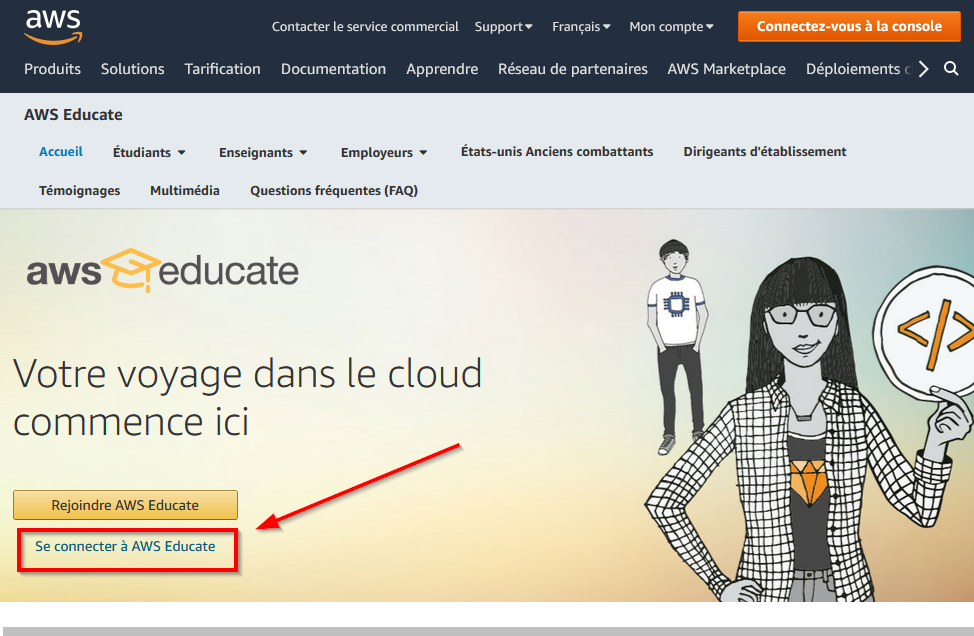 aws
Contacter le service commercial Support Français Mon compte Connectez-vous à la console
Produits Solutions Tarification Documentation Apprendre Réseau de partenaires AWS Marketplace Déploiements
AWS Educate
Accueil Étudiants Enseignants Employeurs États-unis Anciens combattants Dirigeants d'établissement
Témoignages Multimédia Questions fréquentes (FAQ)
aws educate
</>
Votre voyage dans le cloud
commence ici
Rejoindre AWS Educate
Se connecter à AWS Educate